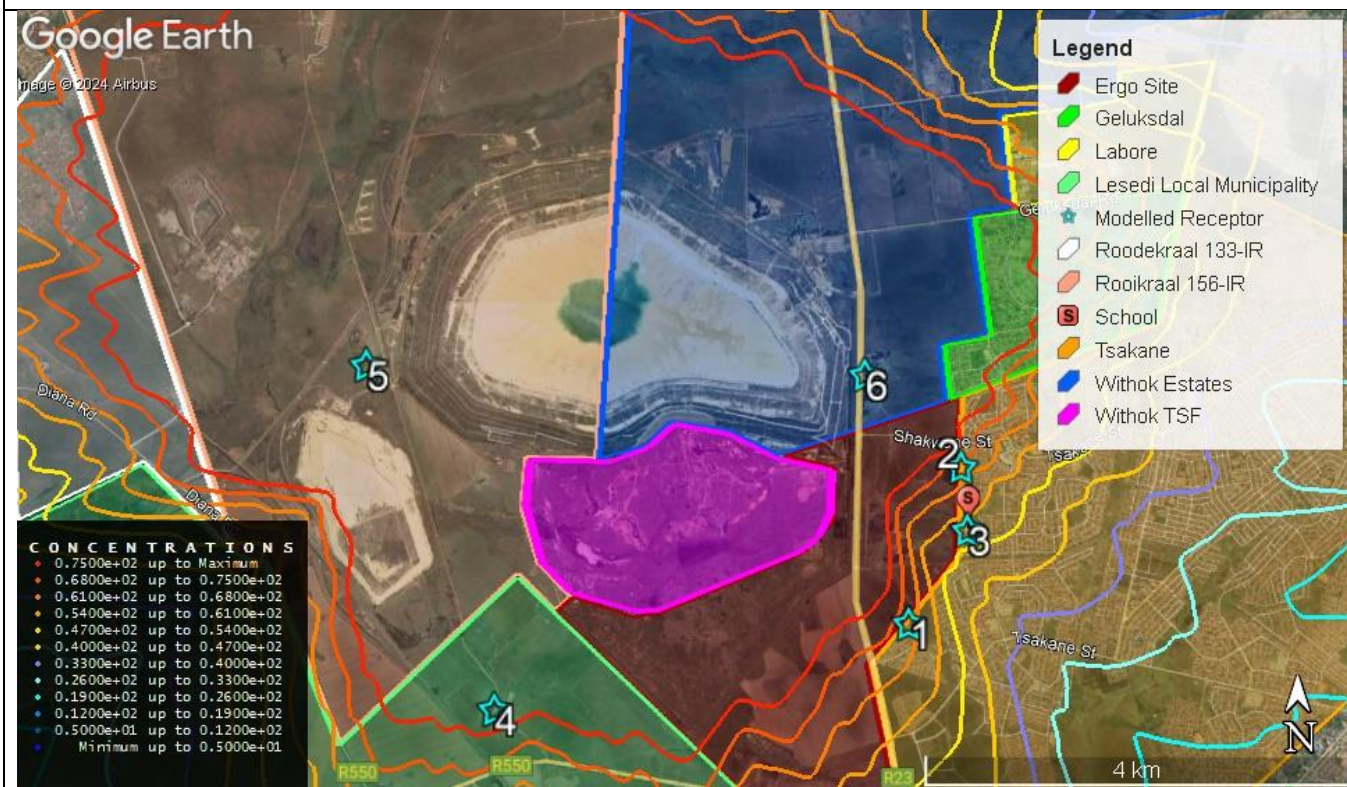 Google Earth
mage © 2024 Airbus
Legend
Ergo Site
Geluksdal
Labore
Lesedi Local Municipality
Modelled Receptor
Roodekraal 133-IR
Rooikraal 156-IR
S School
Tsakane
Withok Estates
Withok TSF
5
6
Diana Rd
Shakwane St
2
S
3
Diana
1
Tsakane St
4
R550
R550
R23
4 km
N
CONCENTRATIONS
0.7500e+02 up to Maximum
0.6800e+02 up to 0.7500e+02
0.6100e+02 up to 0.6800e+02
0.5400e+02 up to 0.6100e+02
0.4700e+02 up to 0.5400e+02
0.4000e+02 up to 0.4700e+02
0.3300e+02 up to 0.4000e+02
0.2600e+02 up to 0.3300e+02
0.1900e+02 up to 0.2600e+02
0.1200e+02 up to 0.1900e+02
0.5000e+01 up to 0.1200e+02
Minimum up to 0.5000e+01